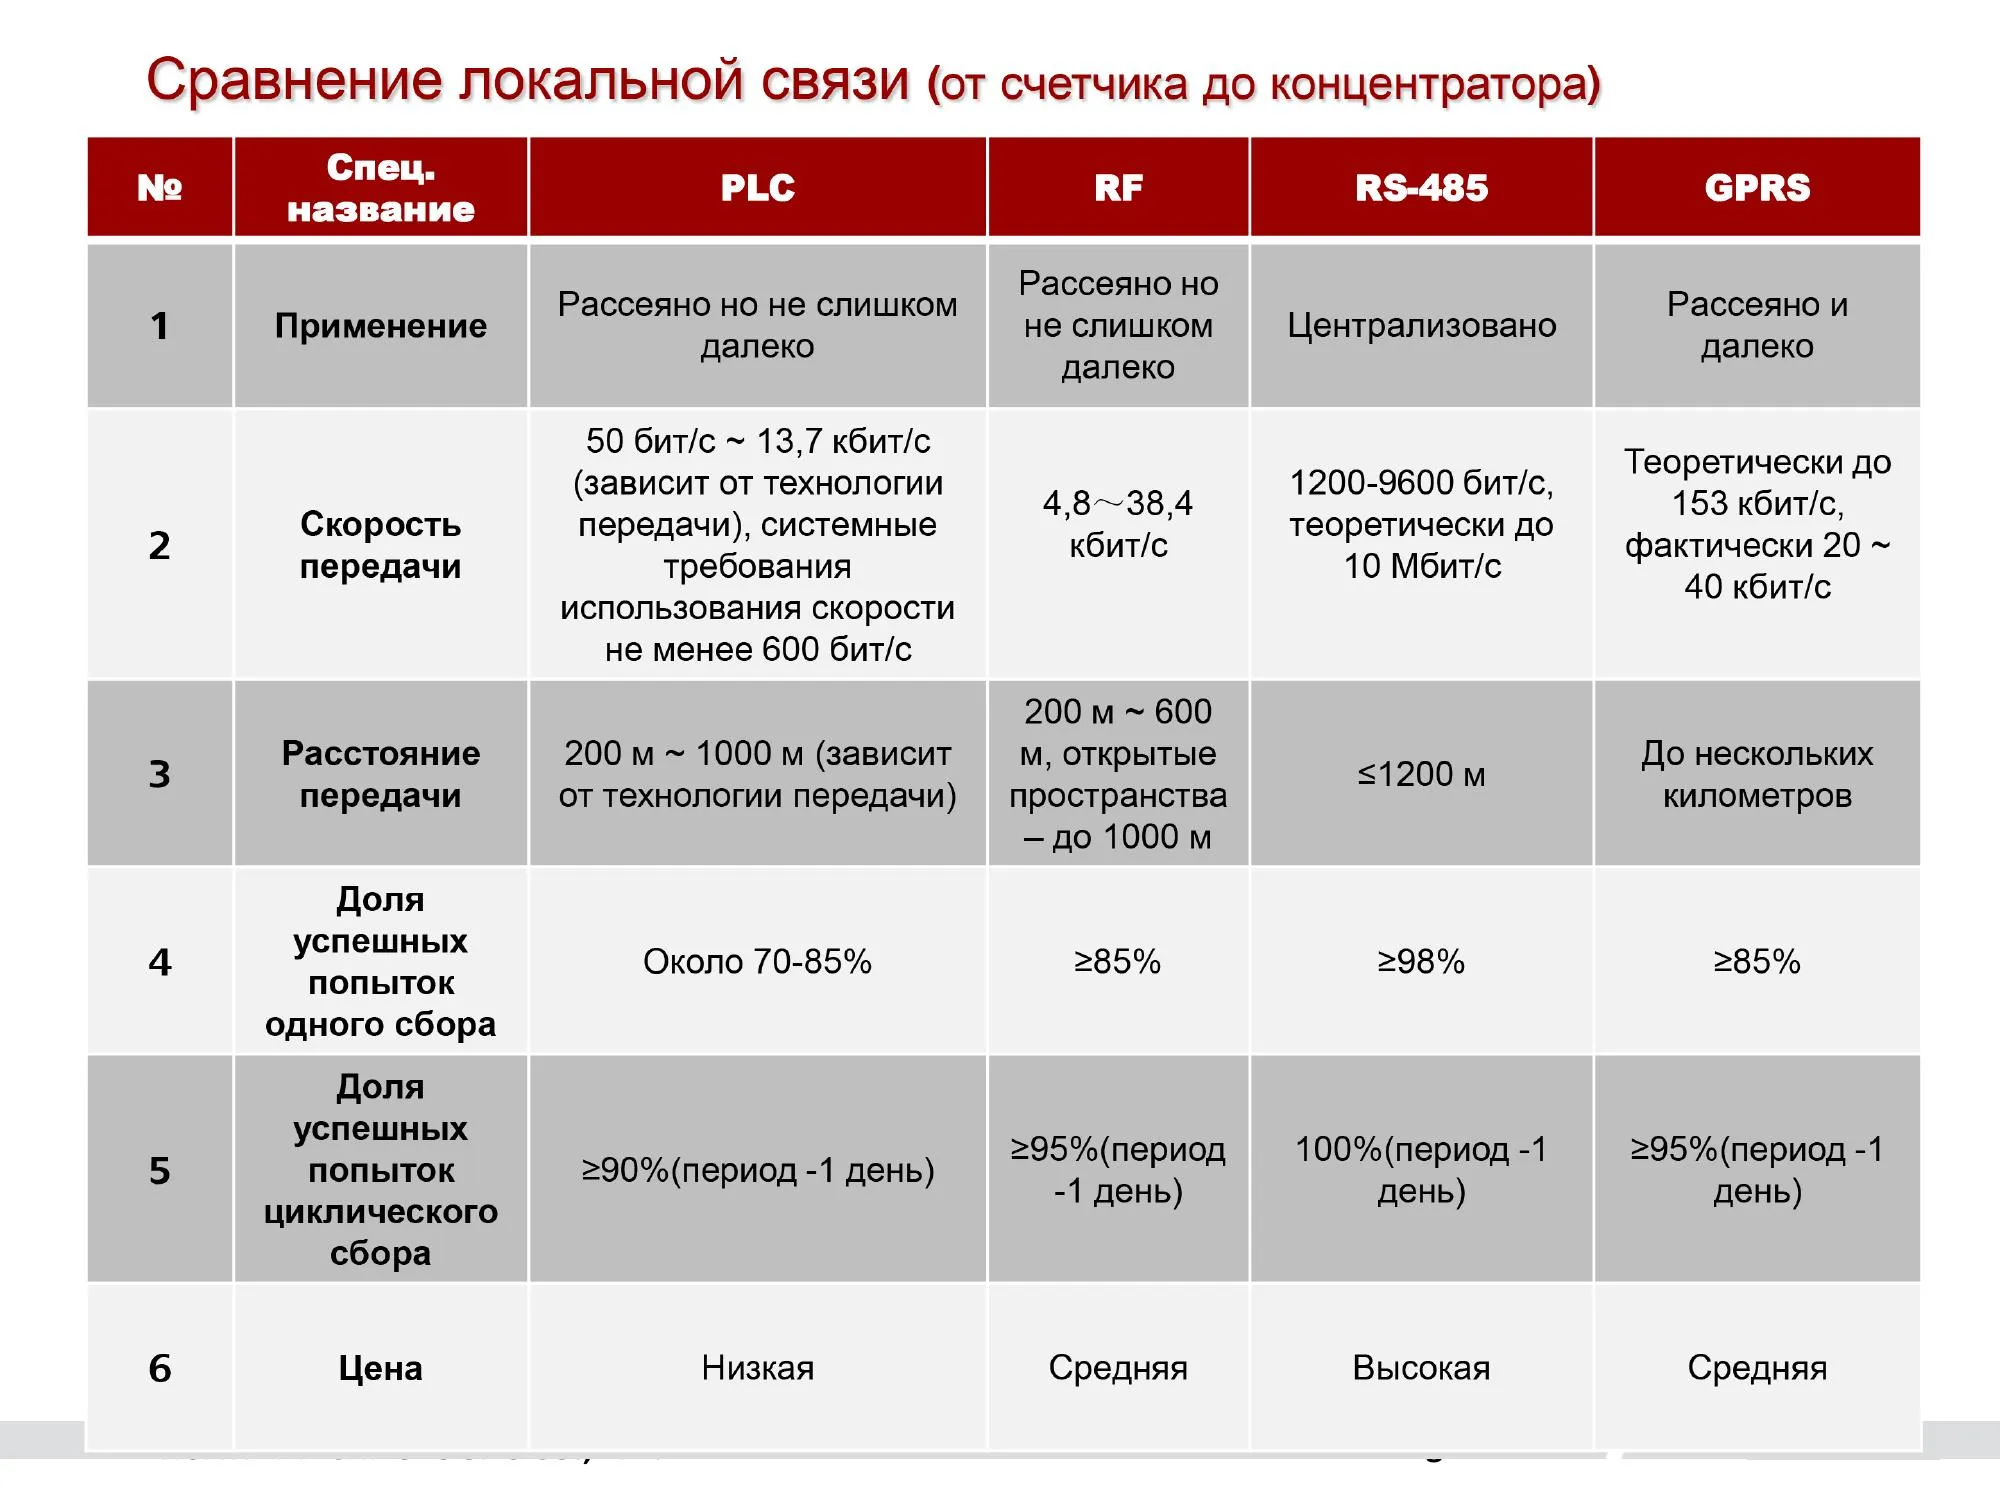 Сравнение локальной связи (от счетчика до концентратора)
№
Спец.
название
PLC
RF
RS-485
GPRS
1
Применение
Рассеяно но не слишком
далеко
Рассеяно но
не слишком
далеко
Централизовано
Рассеяно и
далеко
2
Скорость
передачи
50 бит/с ~ 13,7 кбит/с
(зависит от технологии
передачи), системные
требования
использования скорости
не менее 600 бит/с
4,8～38,4
кбит/с
1200-9600 бит/с,
теоретически до
10 Мбит/с
Теоретически до
153 кбит/с,
фактически 20 ~
40 кбит/с
3
Расстояние
передачи
200 м ~ 1000 м (зависит
от технологии передачи)
200 м ~ 600
м, открытые
пространства
– до 1000 м
≤1200 м
До нескольких
километров
4
Доля
успешных
попыток
одного сбора
Около 70-85%
≥85%
≥98%
≥85%
5
Доля
успешных
попыток
циклического
сбора
≥90%(период -1 день)
≥95%(период
-1 день)
100%(период -1
день)
≥95%(период -1
день)
6
Цена
Низкая
Средняя
Высокая
Средняя